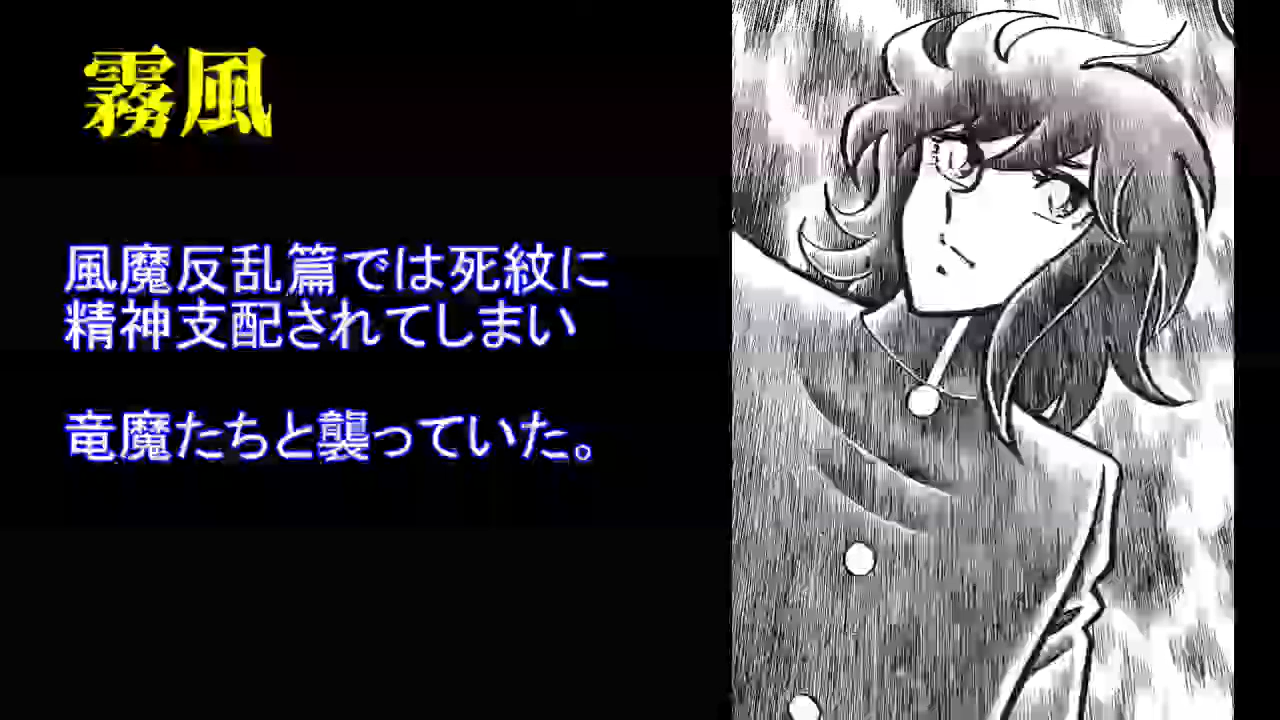 霧風
風魔反乱篇では死紋に
精神支配されてしまい
竜魔たちと襲っていた。